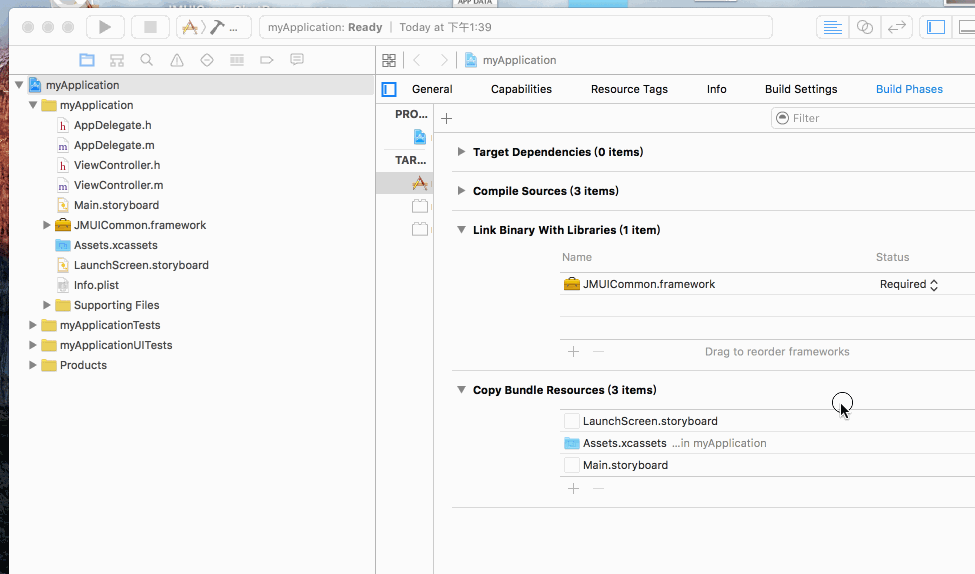 APP DATA
myApplication: Ready | Today at 下午1:39
myApplication
General Capabilities Resource Tags Info Build Settings Build Phases
PRO...
Filter
TAR...
myApplication
myApplication
h AppDelegate.h
m AppDelegate.m
h ViewController.h
m ViewController.m
Main.storyboard
JMUICommon.framework
Assets.xcassets
LaunchScreen.storyboard
Info.plist
Supporting Files
myApplicationTests
myApplicationUITests
Products
Target Dependencies (0 items)
Compile Sources (3 items)
Link Binary With Libraries (1 item)
Name Status
JMUICommon.framework Required
Drag to reorder frameworks
Copy Bundle Resources (3 items)
LaunchScreen.storyboard
Assets.xcassets ...in myApplication
Main.storyboard